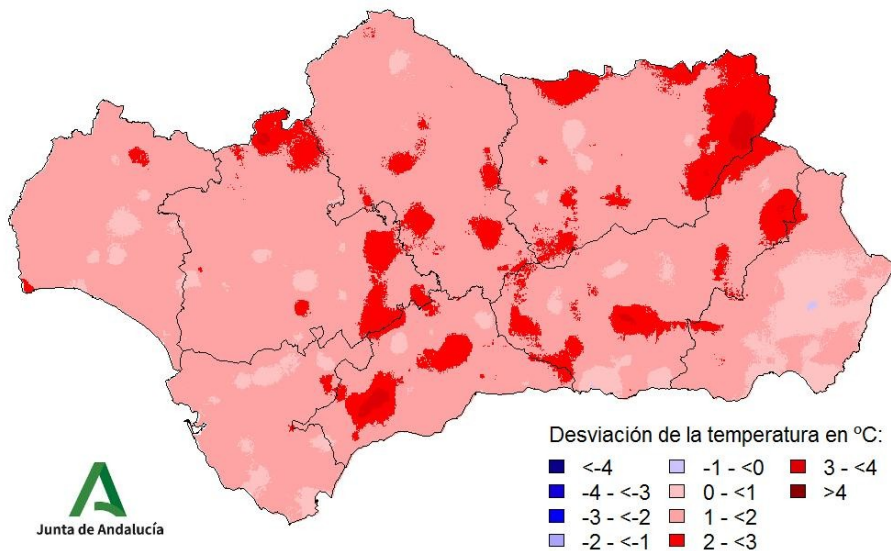 Desviación de la temperatura en ºC:
<-4
-4 - <-3
-3 - <-2
-2 - <-1
-1 - <0
0 - <1
1 - <2
2 - <3
3 - <4
>4
Junta de Andalucía